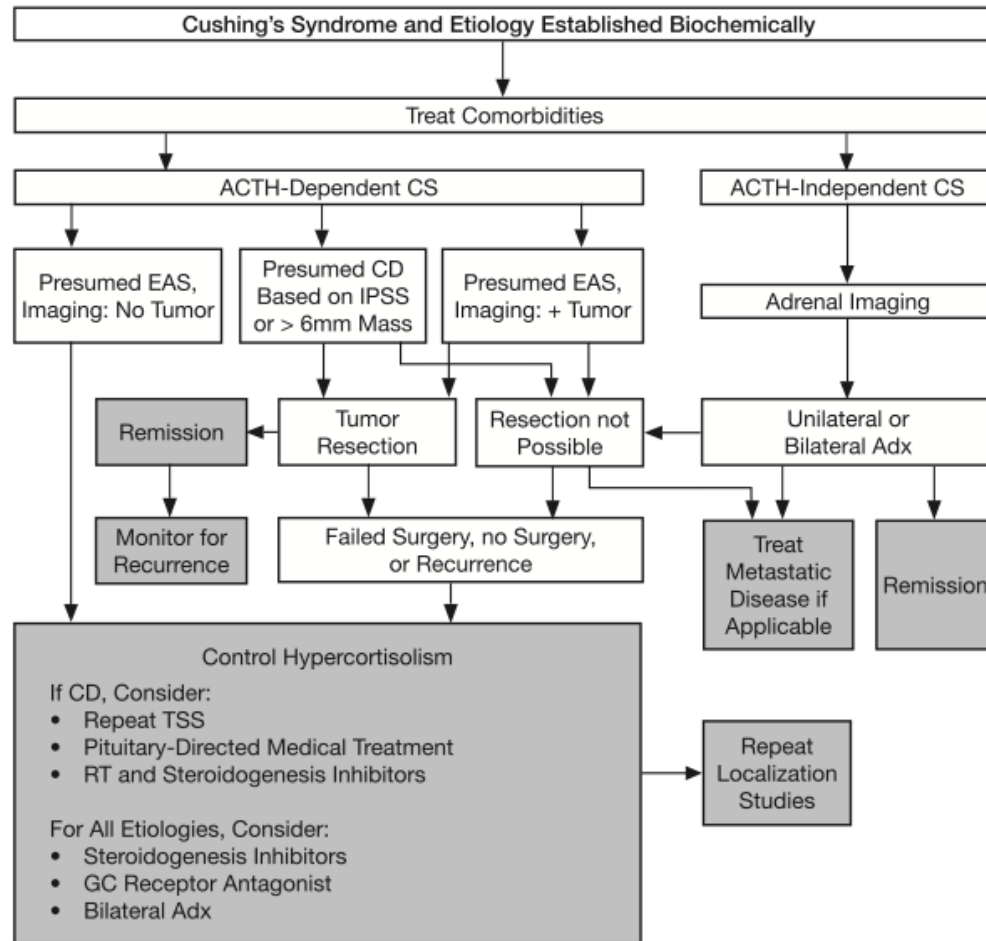 Cushing's Syndrome and Etiology Established Biochemically
Treat Comorbidities
ACTH-Dependent CS
ACTH-Independent CS
Presumed EAS,
Imaging: No Tumor
Presumed CD
Based on IPSS
or > 6mm Mass
Presumed EAS,
Imaging: + Tumor
Adrenal Imaging
Remission
Tumor
Resection
Resection not
Possible
Unilateral or
Bilateral Adx
Monitor for
Recurrence
Failed Surgery, no Surgery,
or Recurrence
Treat
Metastatic
Disease if
Applicable
Remission
Control Hypercortisolism
If CD, Consider:
• Repeat TSS
• Pituitary-Directed Medical Treatment
• RT and Steroidogenesis Inhibitors
For All Etiologies, Consider:
• Steroidogenesis Inhibitors
• GC Receptor Antagonist
• Bilateral Adx
Repeat
Localization
Studies